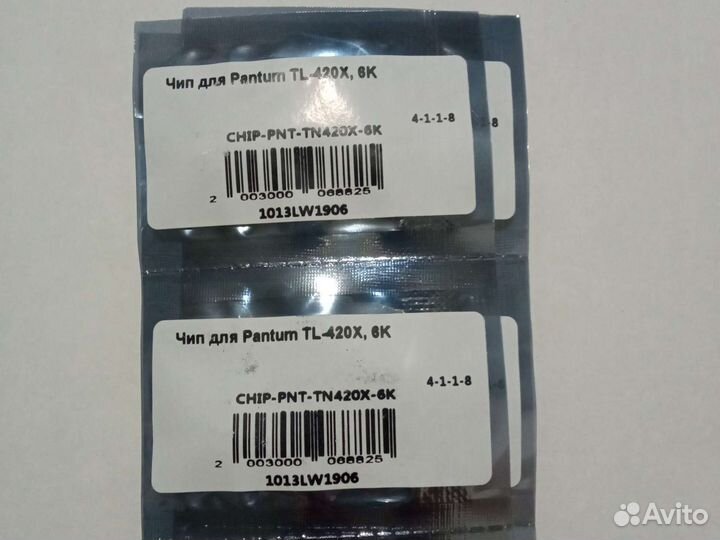 Чип для Pantum TL-420X, 6K
4-1-1-8
-8
CHIP-PNT-TN420X-6K
2 003000 068825
1013LW1906
Чип для Pantum TL-420X, 6K
4-1-1-8
CHIP-PNT-TN420X-6K
2 003000 068825
1013LW1906
Avito